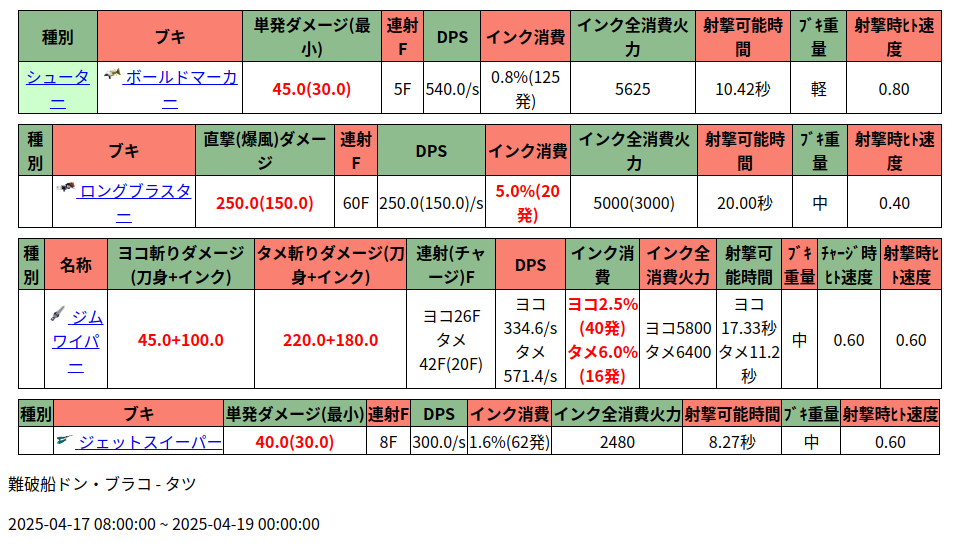 種別 ブキ 単発ダメージ(最小) 連射F DPS インク消費 インク全消費火力 射撃可能時間 ﾌﾞｷ重量 射撃時ﾋﾄ速度
シューター ボールドマーカー 45.0(30.0) 5F 540.0/s 0.8%(125発) 5625 10.42秒 軽 0.80
種別 ブキ 直撃(爆風)ダメージ 連射F DPS インク消費 インク全消費火力 射撃可能時間 ﾌﾞｷ重量 射撃時ﾋﾄ速度
ロングブラスター 250.0(150.0) 60F 250.0(150.0)/s 5.0%(20発) 5000(3000) 20.00秒 中 0.40
種別 名称 ヨコ斬りダメージ(刀身+インク) タメ斬りダメージ(刀身+インク) 連射(チャージ)F DPS インク消費 インク全消費火力 射撃可能時間 ﾌﾞｷ重量 ﾁｬｰｼﾞ時ﾋﾄ速度 射撃時ﾋﾄ速度
ジムワイパー 45.0+100.0 220.0+180.0 ヨコ26F タメ42F(20F) ヨコ334.6/s タメ571.4/s ヨコ2.5%(40発) タメ6.0%(16発) ヨコ5800 タメ6400 ヨコ17.33秒 タメ11.2秒 中 0.60 0.60
種別 ブキ 単発ダメージ(最小) 連射F DPS インク消費 インク全消費火力 射撃可能時間 ﾌﾞｷ重量 射撃時ﾋﾄ速度
ジェットスイーパー 40.0(30.0) 8F 300.0/s 1.6%(62発) 2480 8.27秒 中 0.60
難破船ドン・ブラコ - タツ
2025-04-17 08:00:00 ~ 2025-04-19 00:00:00